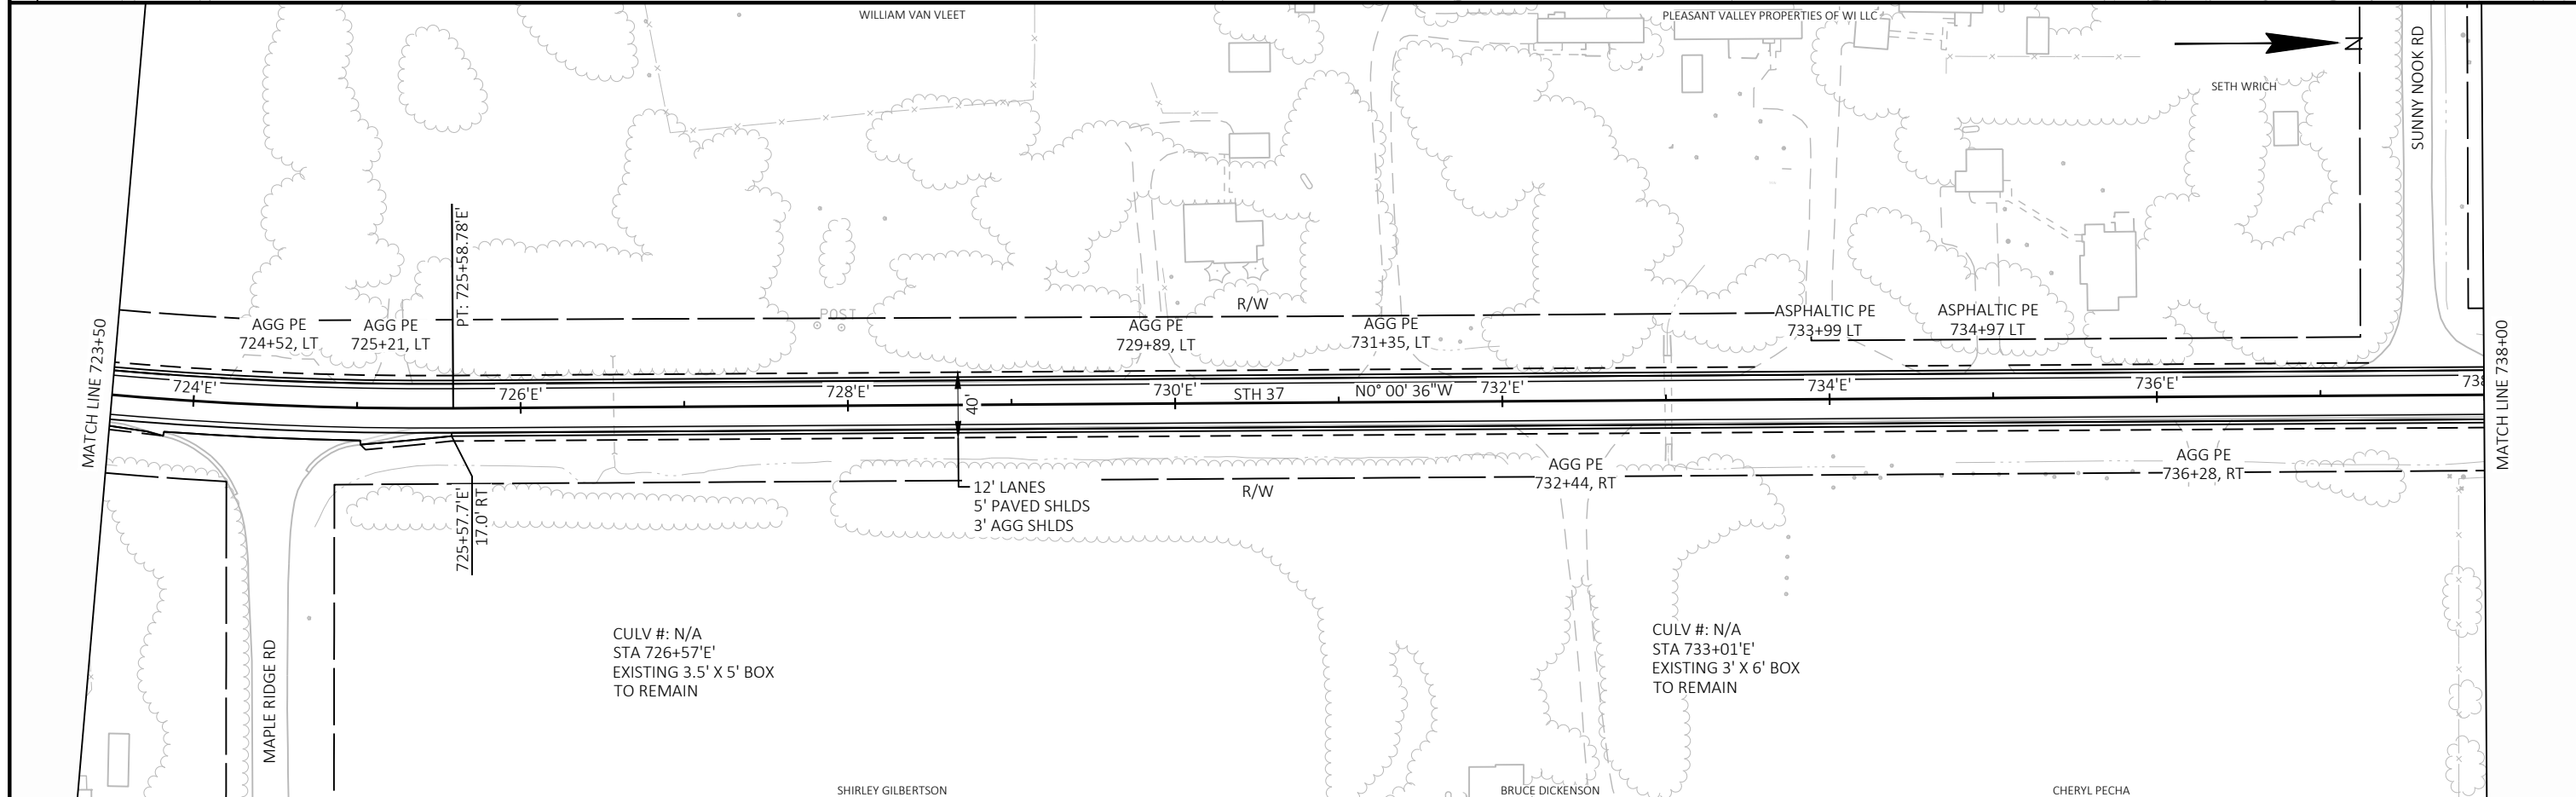 WILLIAM VAN VLEET
PLEASANT VALLEY PROPERTIES OF WI LLC
N
SUNNY NOOK RD
SETH WRICH
MATCH LINE 723+50
PT: 725+58.78'E'
POST
R/W
AGG PE
724+52, LT
AGG PE
725+21, LT
AGG PE
729+89, LT
AGG PE
731+35, LT
ASPHALTIC PE
733+99 LT
ASPHALTIC PE
734+97 LT
MATCH LINE 738+00
724'E'
726'E'
728'E'
730'E'
STH 37
N0° 00' 36"W
732'E'
734'E'
736'E'
738
40'
725+57.7'E'
17.0' RT
12' LANES
5' PAVED SHLDS
3' AGG SHLDS
R/W
AGG PE
732+44, RT
AGG PE
736+28, RT
MAPLE RIDGE RD
CULV #: N/A
STA 726+57'E'
EXISTING 3.5' X 5' BOX
TO REMAIN
CULV #: N/A
STA 733+01'E'
EXISTING 3' X 6' BOX
TO REMAIN
SHIRLEY GILBERTSON
BRUCE DICKENSON
CHERYL PECHA